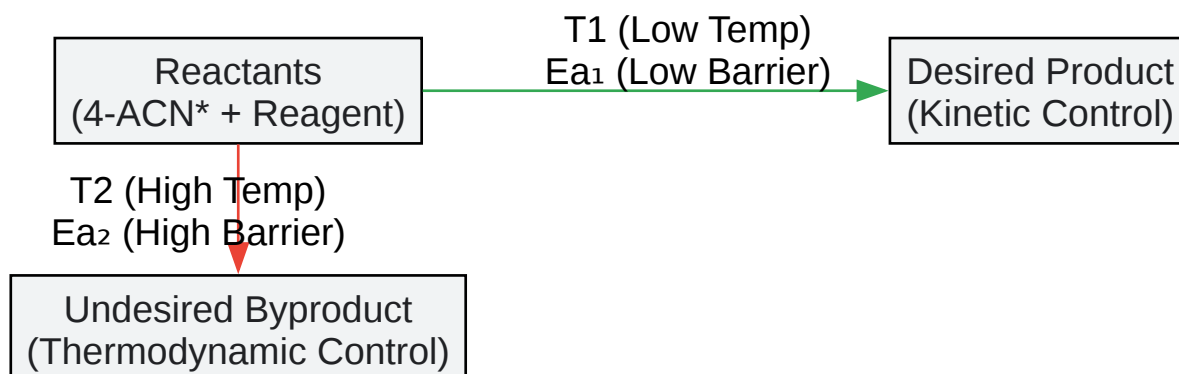 Reactants
(4-ACN* + Reagent)
T1 (Low Temp)
Ea₁ (Low Barrier)
Desired Product
(Kinetic Control)
T2 (High Temp)
Ea₂ (High Barrier)
Undesired Byproduct
(Thermodynamic Control)